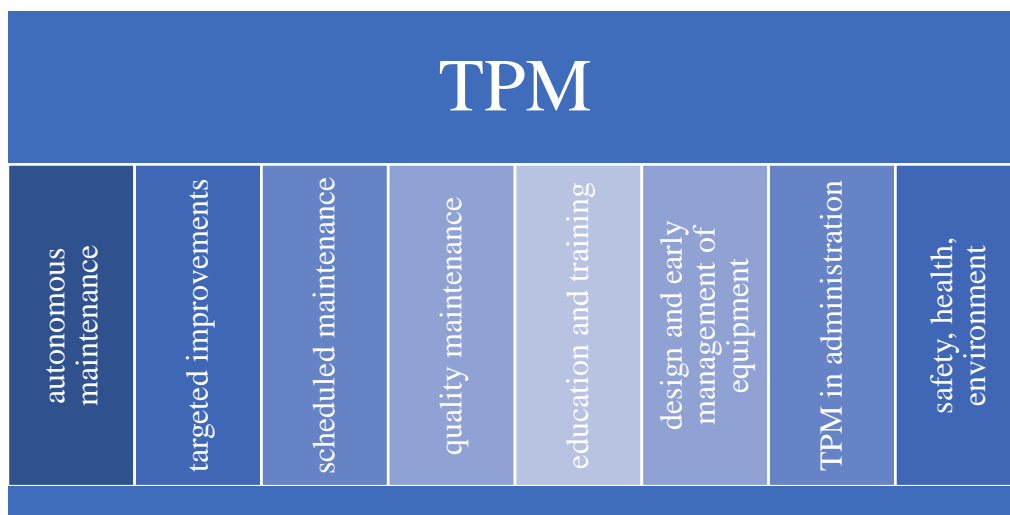 TPM
autonomous
maintenance
targeted improvements
scheduled maintenance
quality maintenance
education and training
design and early
management of
equipment
TPM in administration
safety, health,
environment